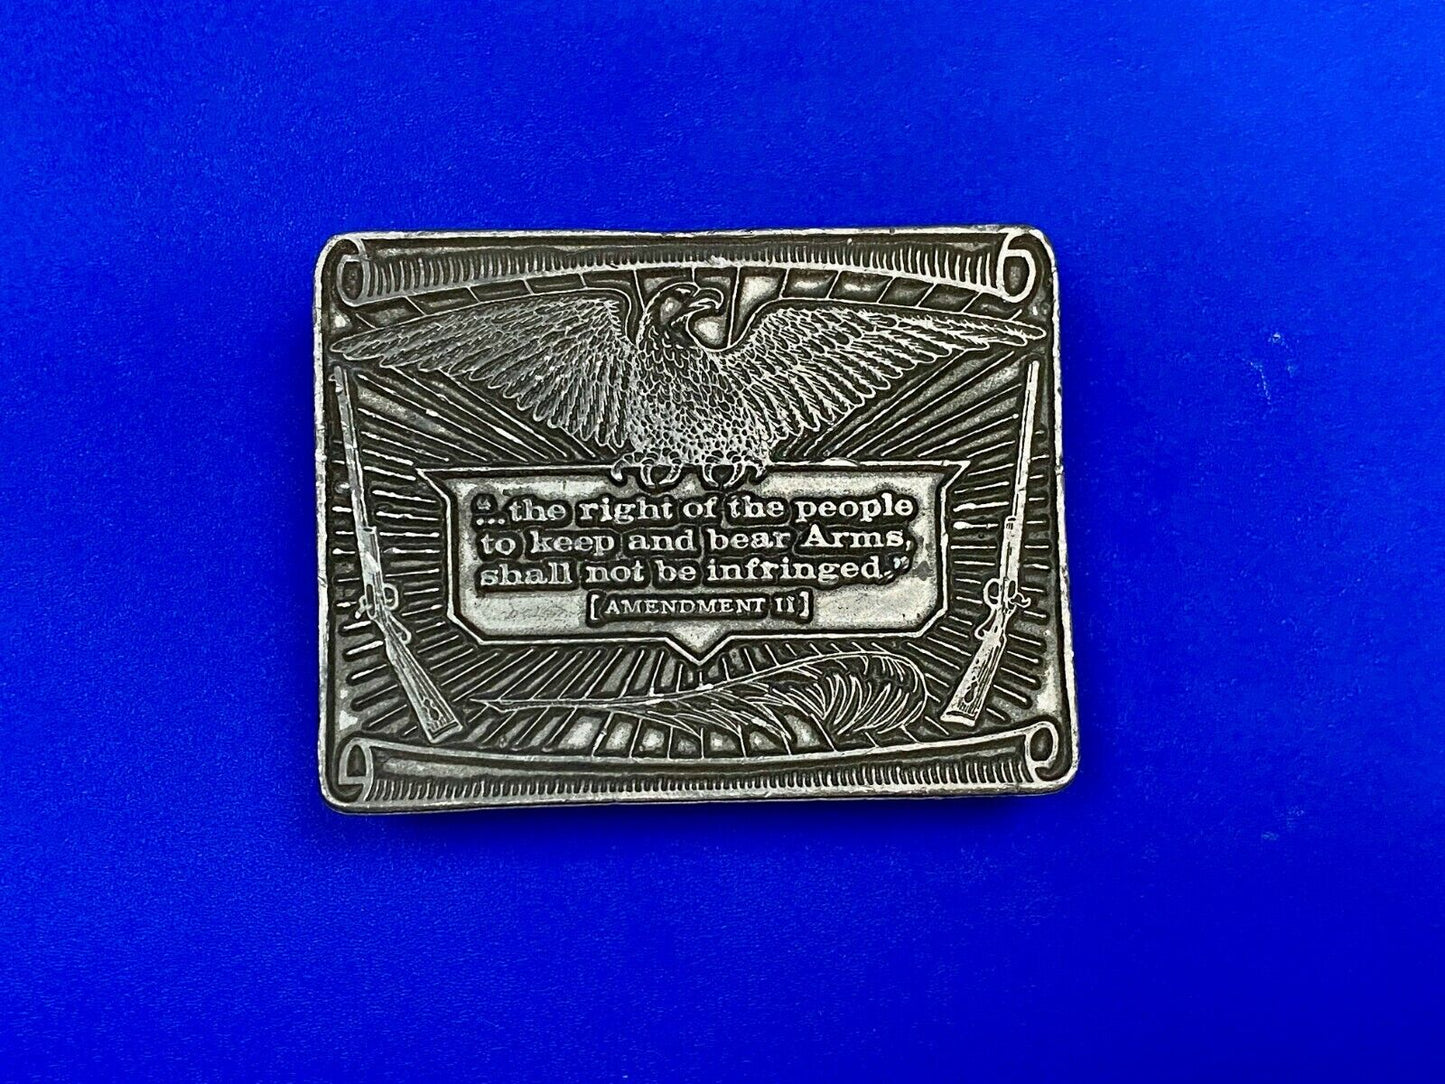 "...the right of the people
to keep and bear Arms,
shall not be infringed."
[AMENDMENT II]